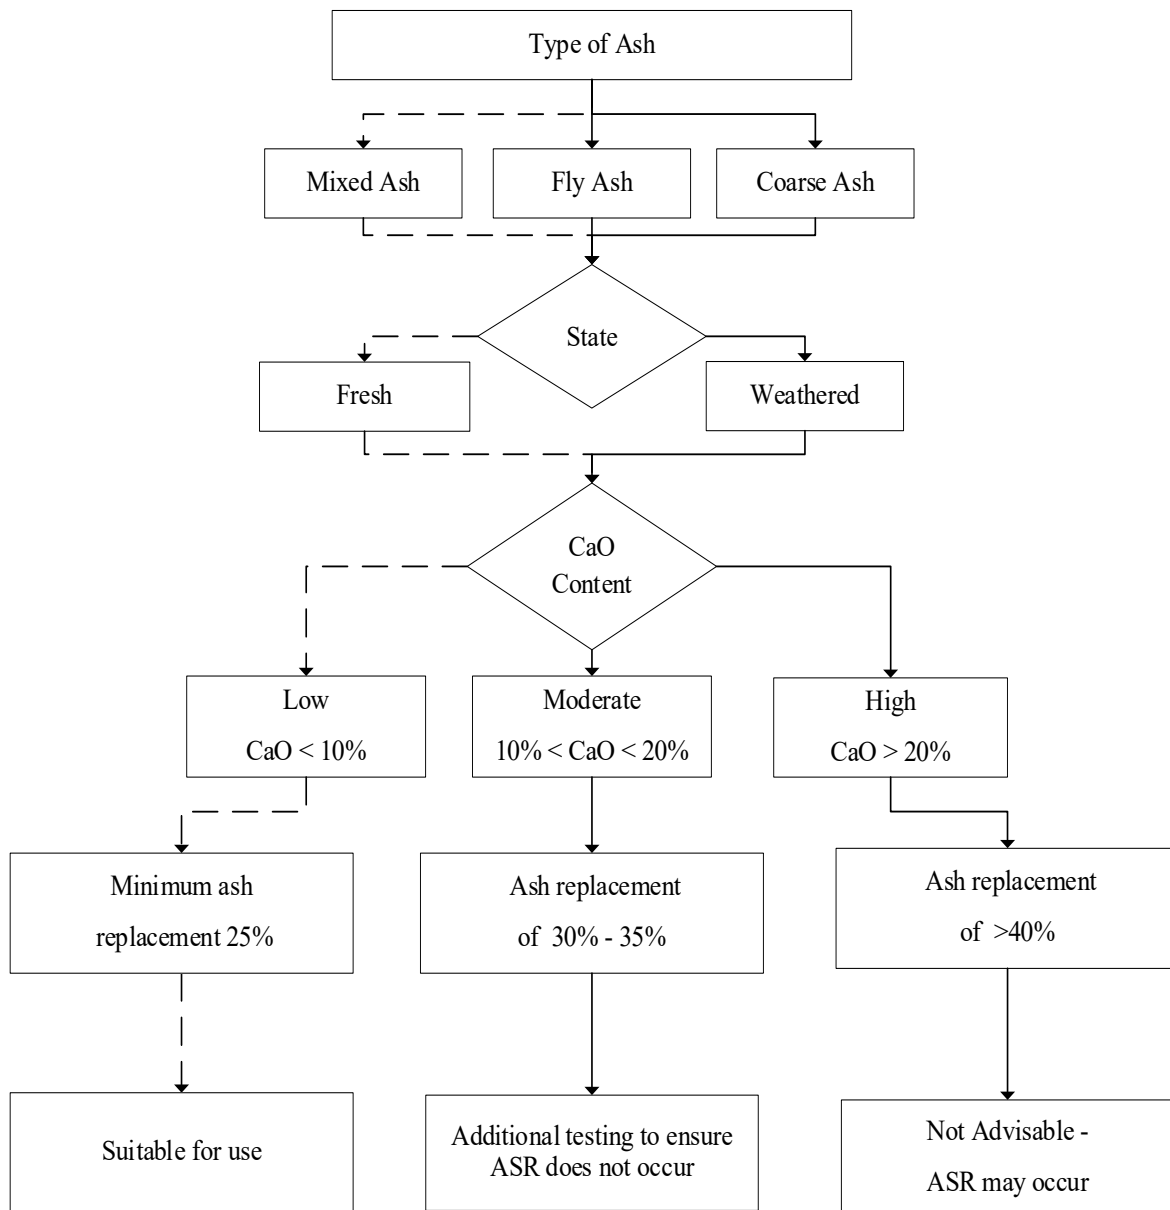 Type of Ash
Mixed Ash
Fly Ash
Coarse Ash
State
Fresh
Weathered
CaO
Content
Low
CaO < 10%
Moderate
10% < CaO < 20%
High
CaO > 20%
Minimum ash
replacement 25%
Ash replacement
of 30% - 35%
Ash replacement
of >40%
Suitable for use
Additional testing to ensure
ASR does not occur
Not Advisable -
ASR may occur